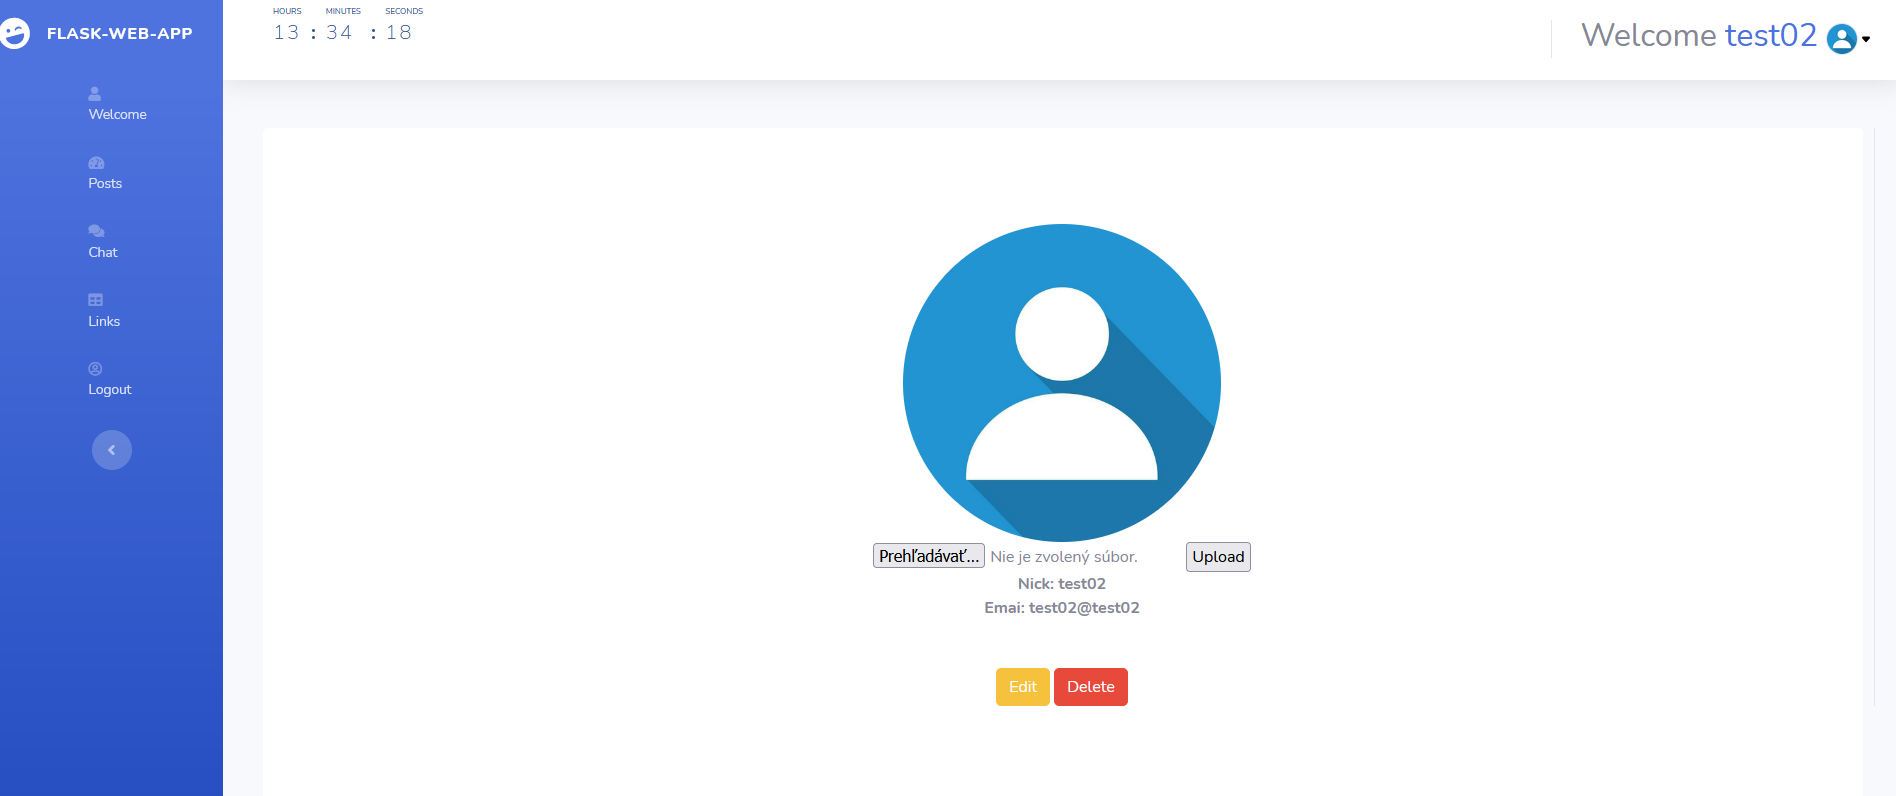 FLASK-WEB-APP
Welcome
Posts
Chat
Links
Logout
HOURS MINUTES SECONDS
13 : 34 : 18
Welcome test02
Prehľadávať... Nie je zvolený súbor. Upload
Nick: test02
Emai: test02@test02
Edit Delete